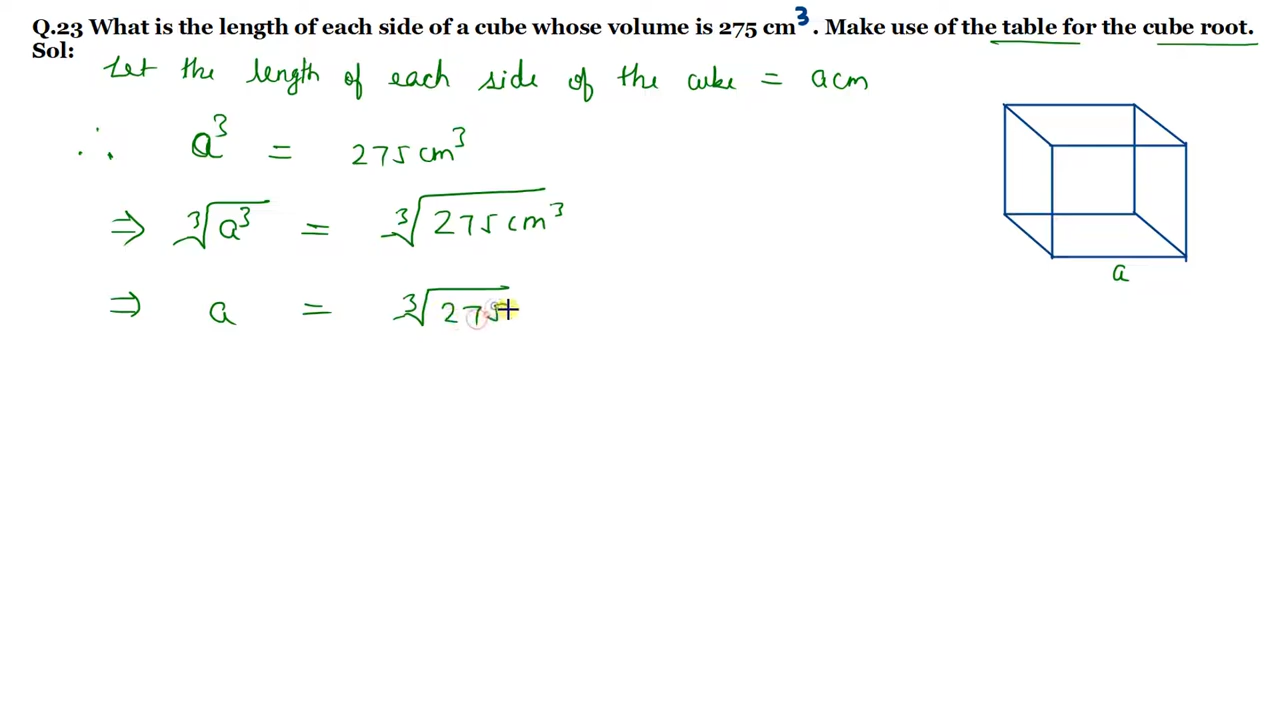 Q.23 What is the length of each side of a cube whose volume is 275 cm³ . Make use of the table for the cube root.
Sol:
Let the length of each side of the cube = a cm
∴ a³ = 275 cm³
⇒ ∛a³ = ∛275 cm³
⇒ a = ∛275
a